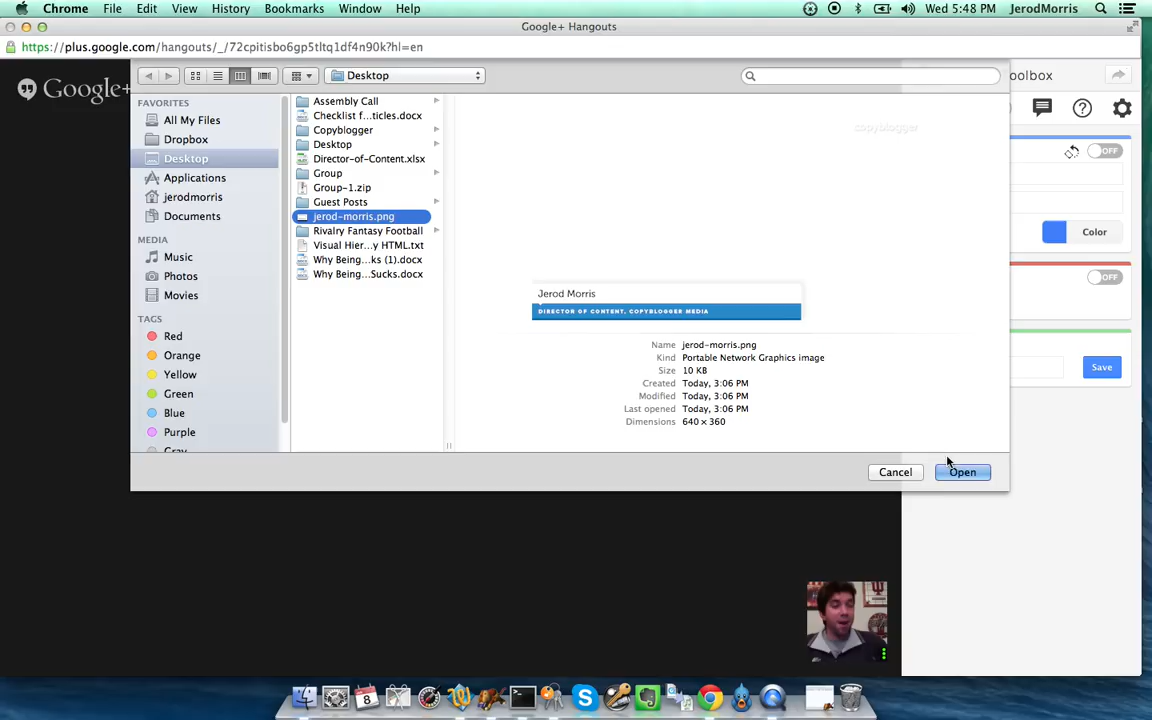 Chrome File Edit View History Bookmarks Window Help Wed 5:48 PM JerodMorris
Google+ Hangouts
https://plus.google.com/hangouts/_/72cpitisbo6gp5tltq1df4n90k?hl=en
Google+
Desktop
oolbox
FAVORITES
All My Files
Dropbox
Desktop
Applications
jerodmorris
Documents
MEDIA
Music
Photos
Movies
TAGS
Red
Orange
Yellow
Green
Blue
Purple
Gray
Assembly Call
Checklist f...ticles.docx
Copyblogger
Desktop
Director-of-Content.xlsx
Group
Group-1.zip
Guest Posts
jerod-morris.png
Rivalry Fantasy Football
Visual Hier...y HTML.txt
Why Being...ks (1).docx
Why Being...Sucks.docx
copyblogger
Jerod Morris
DIRECTOR OF CONTENT, COPYBLOGGER MEDIA
Name jerod-morris.png
Kind Portable Network Graphics image
Size 10 KB
Created Today, 3:06 PM
Modified Today, 3:06 PM
Last opened Today, 3:06 PM
Dimensions 640 × 360
Cancel
Open
OFF
Color
OFF
Save
8